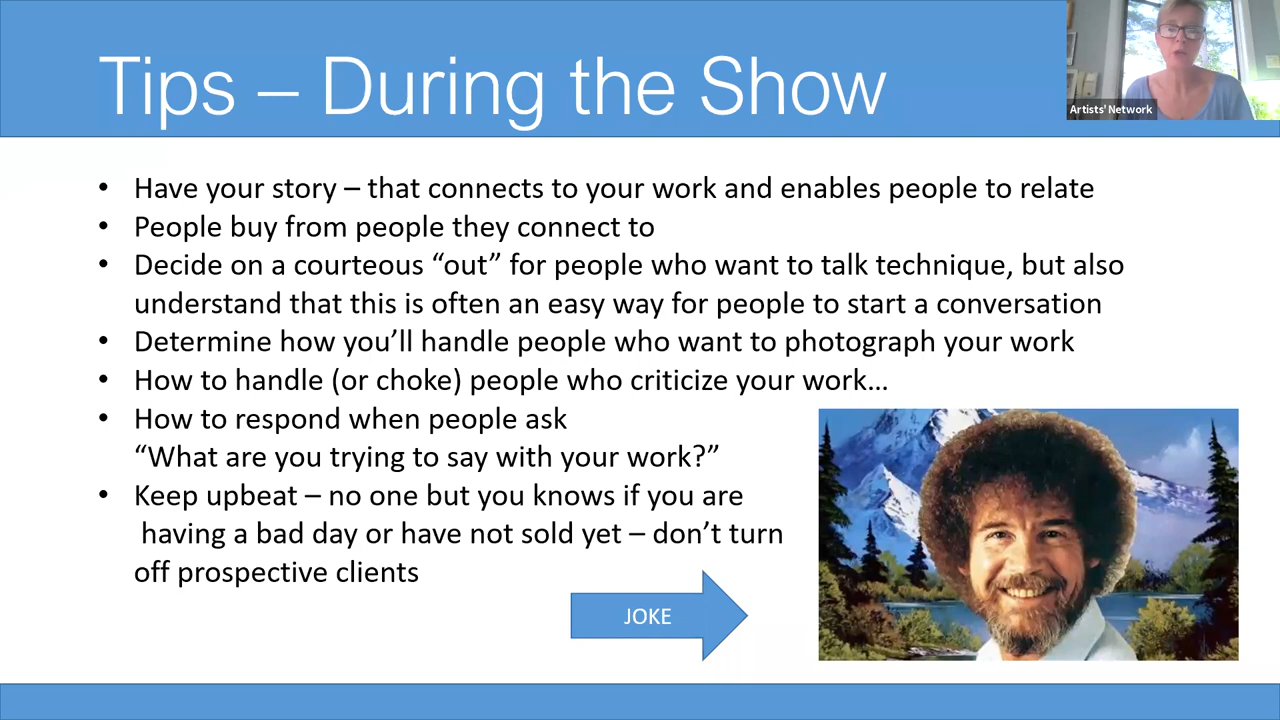 Tips – During the Show
Artists' Network
• Have your story – that connects to your work and enables people to relate
• People buy from people they connect to
• Decide on a courteous “out” for people who want to talk technique, but also
understand that this is often an easy way for people to start a conversation
• Determine how you’ll handle people who want to photograph your work
• How to handle (or choke) people who criticize your work…
• How to respond when people ask
“What are you trying to say with your work?”
• Keep upbeat – no one but you knows if you are
having a bad day or have not sold yet – don’t turn
off prospective clients
JOKE